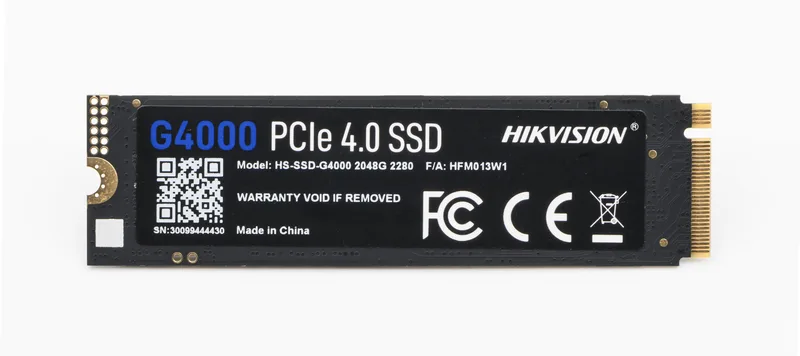 G4000 PCIe 4.0 SSD
HIKVISION®
Model: HS-SSD-G4000 2048G 2280 F/A: HFM013W1
WARRANTY VOID IF REMOVED
SN:30099444430
Made in China
FC CE